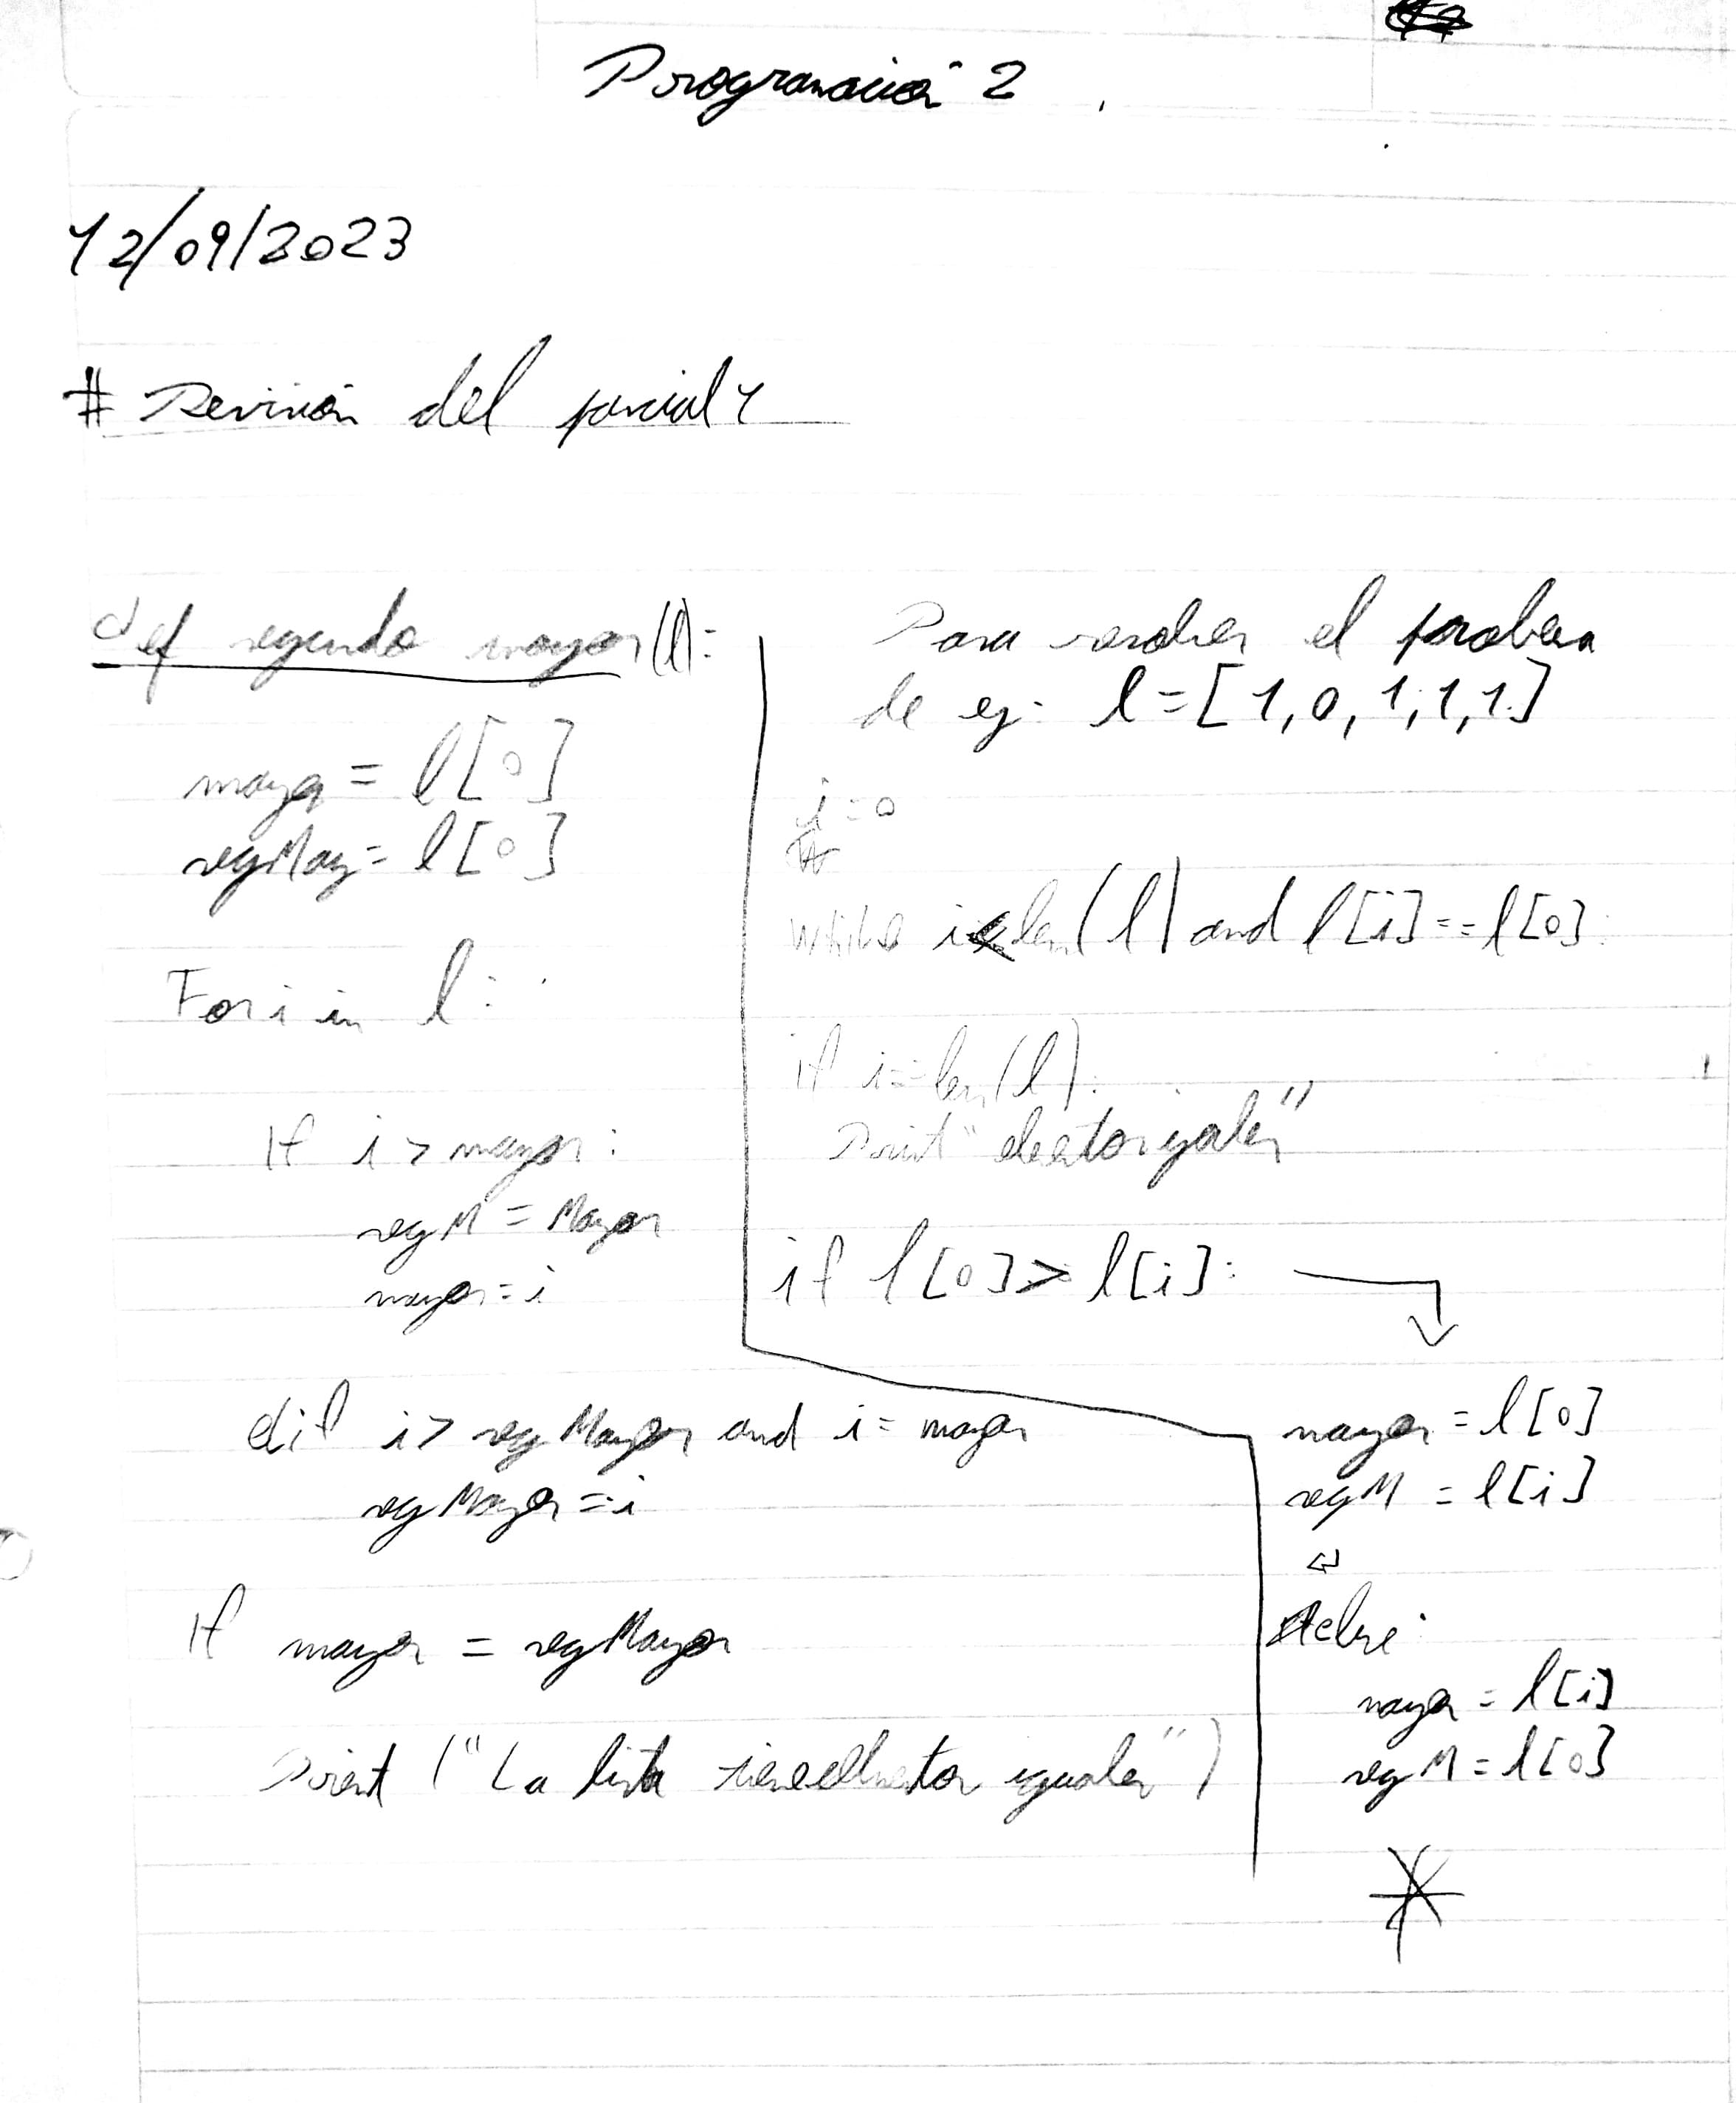 Programación 2
12/09/2023
# Revisión del parcial 1
def segundo mayor(l):
mayor = l[0]
segMay = l[0]
For i in l:
If i > mayor:
segM = Mayor
mayor = i
elif i > segMayor and i = mayor
segMayor = i
If mayor = segMayor
Print ("La lista tiene elementos iguales")
Para resolver el problema
de ej: l = [1, 0, 1, 1, 1]
i = 0
while i < len(l) and l[i] == l[0]:
if i == len(l):
Print "elementos iguales"
if l[0] > l[i]:
mayor = l[0]
segM = l[i]
else:
mayor = l[i]
segM = l[0]
*